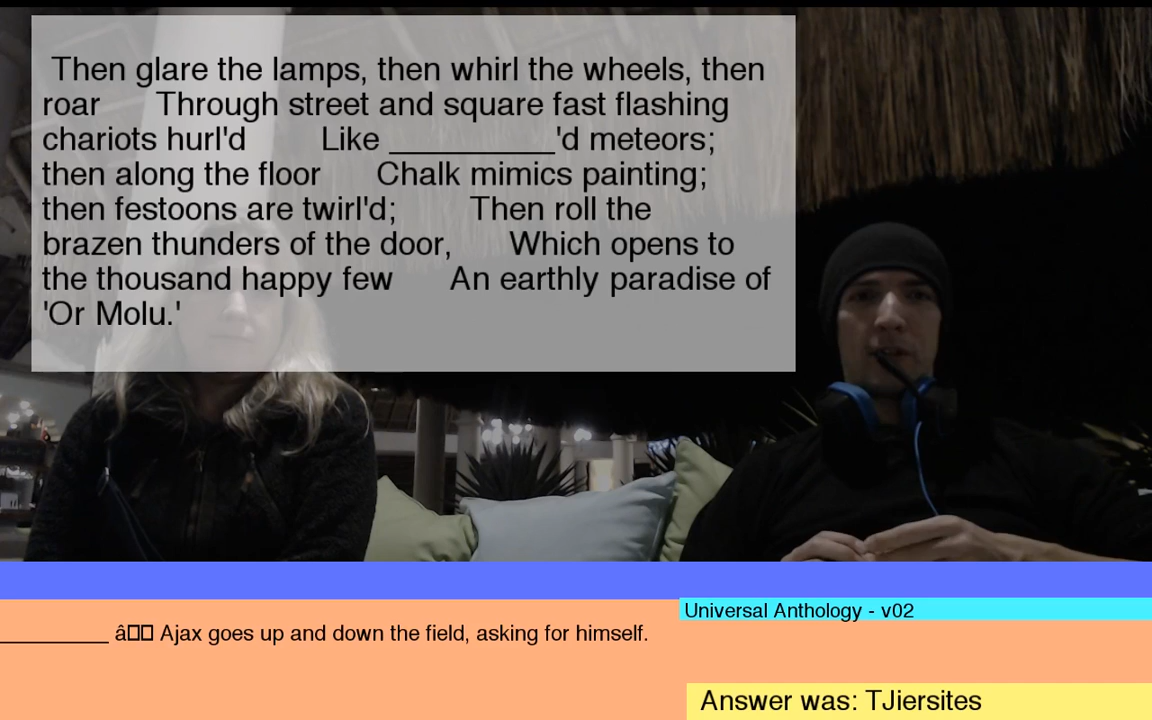 Then glare the lamps, then whirl the wheels, then
roar Through street and square fast flashing
chariots hurl'd Like __________'d meteors;
then along the floor Chalk mimics painting;
then festoons are twirl'd; Then roll the
brazen thunders of the door, Which opens to
the thousand happy few An earthly paradise of
'Or Molu.'
Universal Anthology - v02
________ â□□ Ajax goes up and down the field, asking for himself.
Answer was: TJiersites